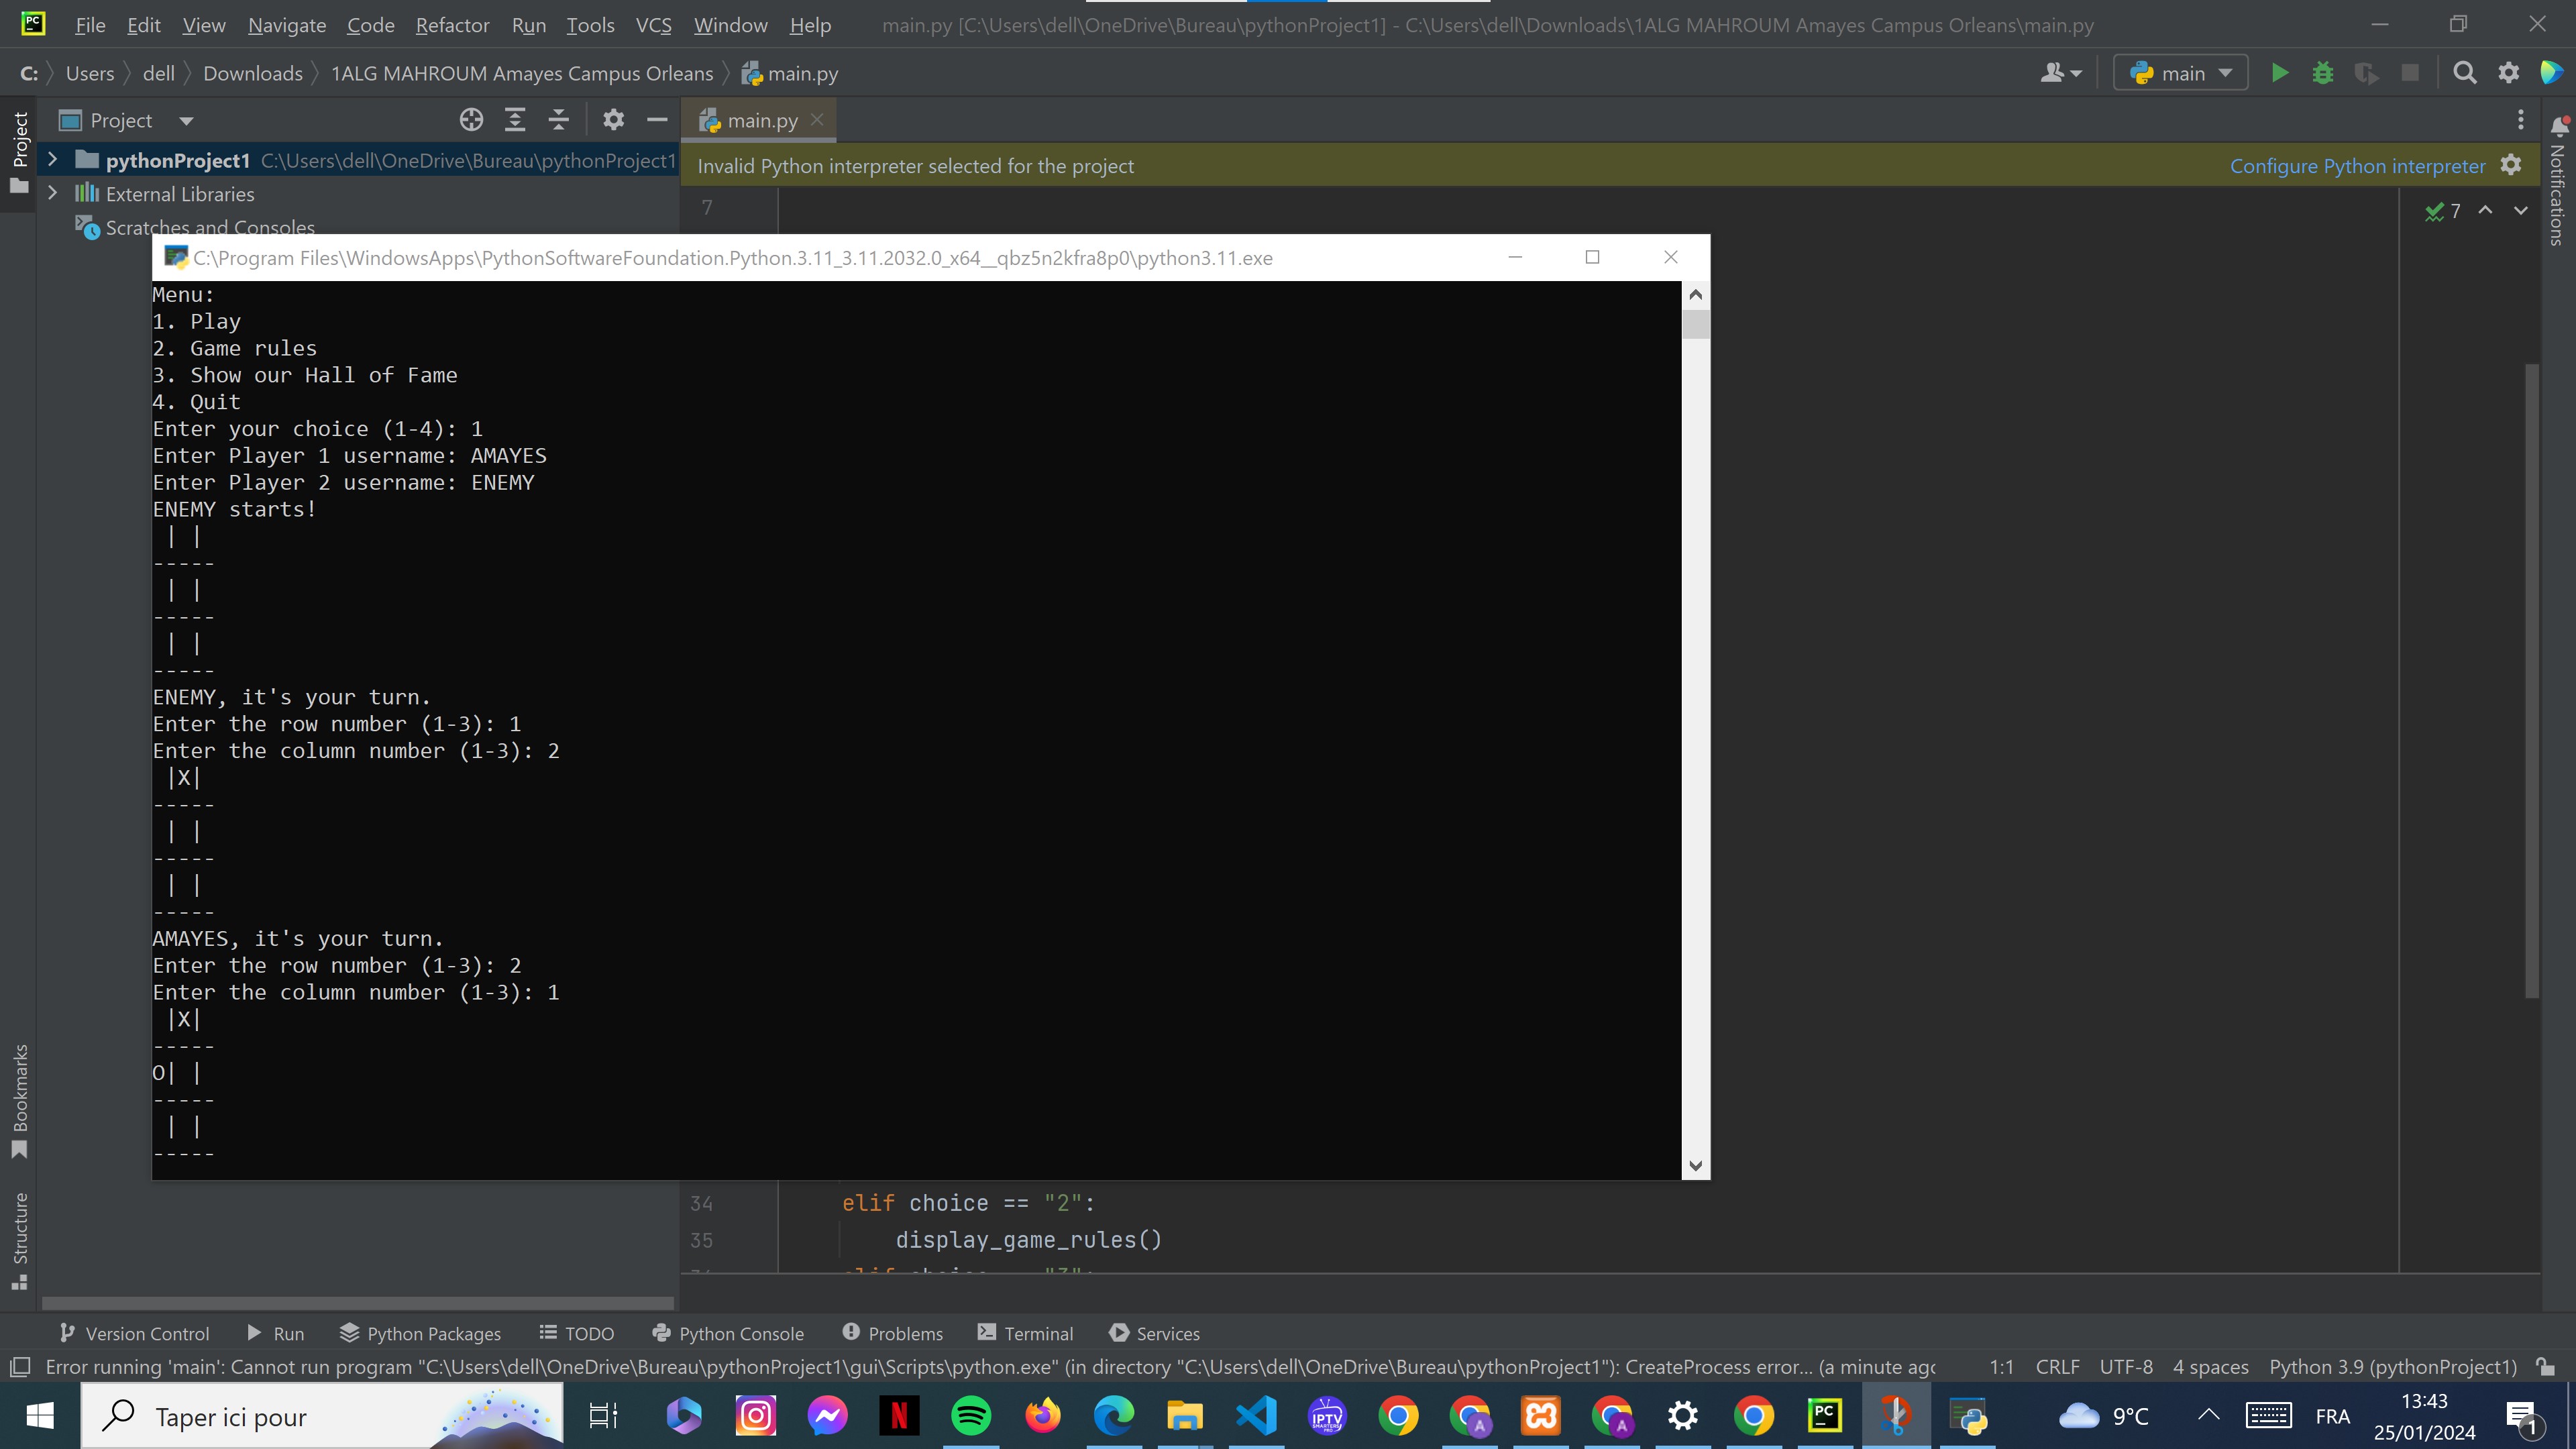 PC File Edit View Navigate Code Refactor Run Tools VCS Window Help main.py [C:\Users\dell\OneDrive\Bureau\pythonProject1] - C:\Users\dell\Downloads\1ALG MAHROUM Amayes Campus Orleans\main.py
C: Users dell Downloads 1ALG MAHROUM Amayes Campus Orleans main.py main
Project
Project
main.py
pythonProject1 C:\Users\dell\OneDrive\Bureau\pythonProject1
Invalid Python interpreter selected for the project Configure Python interpreter
Notifications
External Libraries
Scratches and Consoles
7
7
C:\Program Files\WindowsApps\PythonSoftwareFoundation.Python.3.11_3.11.2032.0_x64__qbz5n2kfra8p0\python3.11.exe
Menu:
1. Play
2. Game rules
3. Show our Hall of Fame
4. Quit
Enter your choice (1-4): 1
Enter Player 1 username: AMAYES
Enter Player 2 username: ENEMY
ENEMY starts!
 | |
-----
 | |
-----
 | |
-----
ENEMY, it's your turn.
Enter the row number (1-3): 1
Enter the column number (1-3): 2
 |X|
-----
 | |
-----
 | |
-----
AMAYES, it's your turn.
Enter the row number (1-3): 2
Enter the column number (1-3): 1
 |X|
-----
O| |
-----
 | |
-----
Bookmarks
Structure
34 elif choice == "2":
35 display_game_rules()
Version Control Run Python Packages TODO Python Console Problems Terminal Services
Error running 'main': Cannot run program "C:\Users\dell\OneDrive\Bureau\pythonProject1\gui\Scripts\python.exe" (in directory "C:\Users\dell\OneDrive\Bureau\pythonProject1"): CreateProcess error... (a minute ago 1:1 CRLF UTF-8 4 spaces Python 3.9 (pythonProject1)
Taper ici pour N IPTV A A PC 9°C FRA 13:43
25/01/2024 1